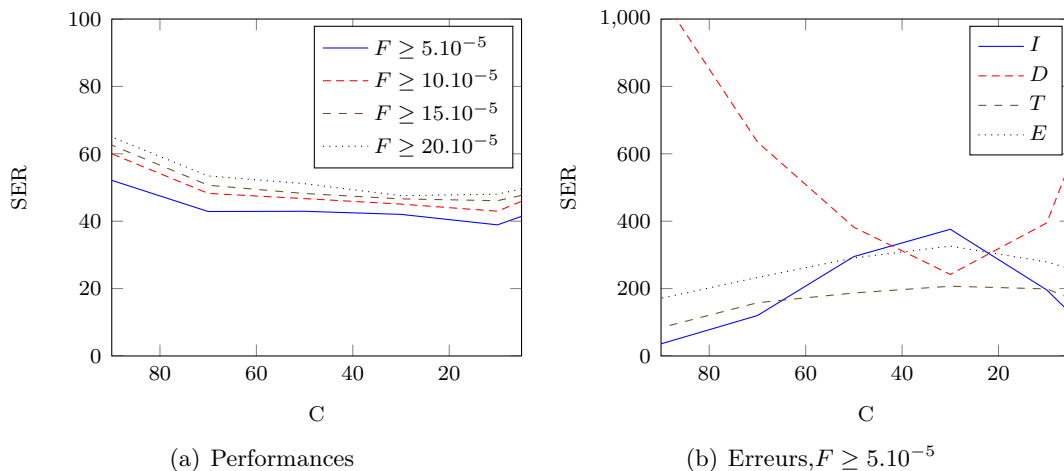 100
80
60
40
20
0
SER
80 60 40 20
C
F ≥ 5.10⁻⁵
F ≥ 10.10⁻⁵
F ≥ 15.10⁻⁵
F ≥ 20.10⁻⁵
(a) Performances
1,000
800
600
400
200
0
SER
80 60 40 20
C
I
D
T
E
(b) Erreurs,F ≥ 5.10⁻⁵